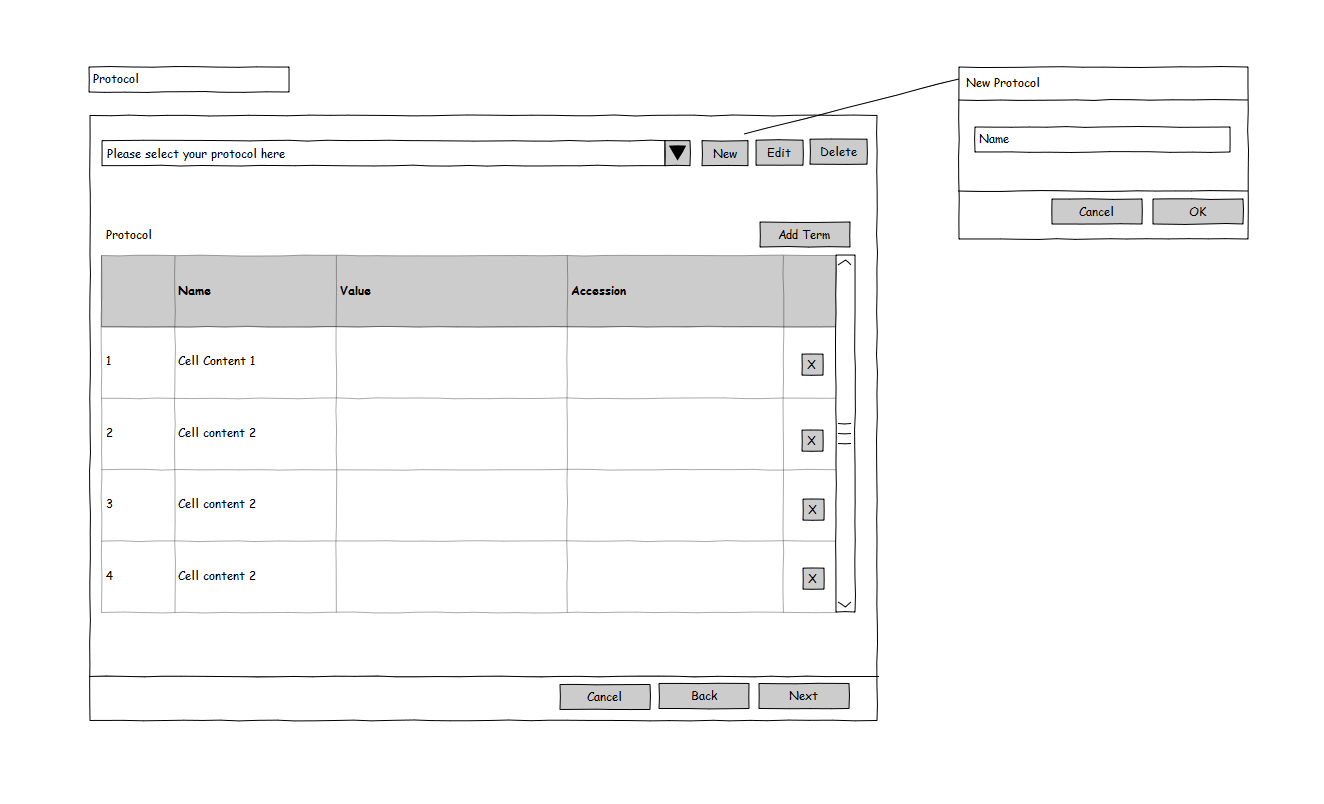 Protocol
New Protocol
Name
Cancel OK
Please select your protocol here New Edit Delete
Protocol Add Term
Name Value Accession
1 Cell Content 1 X
2 Cell content 2 X
3 Cell content 2 X
4 Cell content 2 X
Cancel Back Next